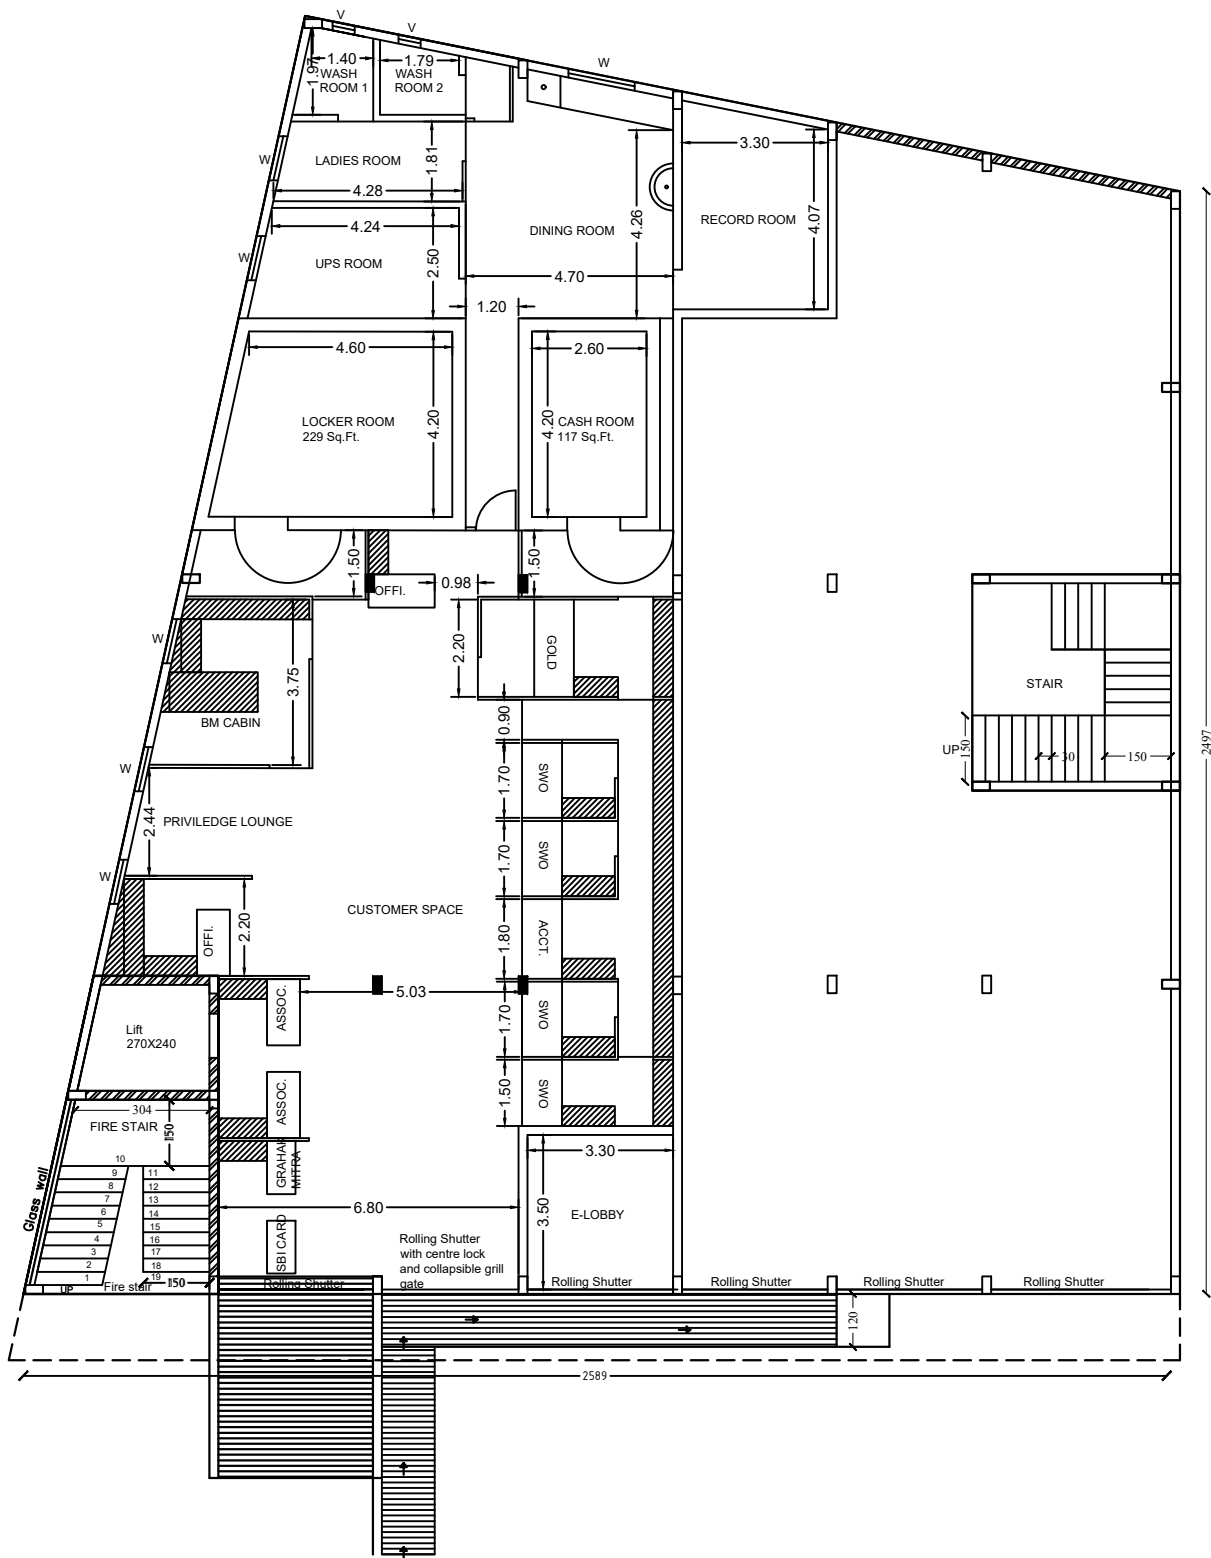 V
V
W
1.40
1.79
1.97
WASH
ROOM 1
WASH
ROOM 2
3.30
W
LADIES ROOM
1.81
4.28
4.24
DINING ROOM
4.26
RECORD ROOM
4.07
W
UPS ROOM
2.50
4.70
1.20
4.60
2.60
LOCKER ROOM
229 Sq.Ft.
4.20
4.20
CASH ROOM
117 Sq.Ft.
1.50
OFFI.
0.98
1.50
W
3.75
2.20
GOLD
STAIR
BM CABIN
0.90
UP
150
30
150
2497
W
2.44
PRIVILEDGE LOUNGE
1.70
SWO
1.70
SWO
W
CUSTOMER SPACE
2.20
OFFI.
1.80
ACCT.
5.03
ASSOC.
Lift
270X240
1.70
SWO
304
FIRE STAIR
150
ASSOC.
1.50
SWO
GRAHAK
MITRA
3.30
10
9
8
7
6
5
4
3
2
1
11
12
13
14
15
16
17
18
19
Glass wall
6.80
3.50
E-LOBBY
SBI CARD
Rolling Shutter
with centre lock
and collapsible grill
gate
UP
Fire stair
150
Rolling Shutter
Rolling Shutter
Rolling Shutter
Rolling Shutter
Rolling Shutter
120
2589